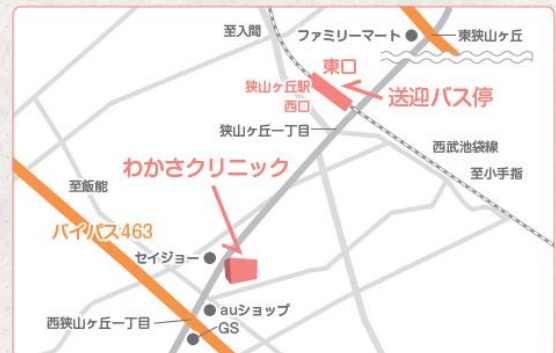 至入間
ファミリーマート
東狭山ヶ丘
東口
狭山ヶ丘駅
西口
送迎バス停
狭山ヶ丘一丁目
西武池袋線
至小手指
わかさクリニック
至飯能
バイパス463
セイジョー
auショップ
西狭山ヶ丘一丁目
GS